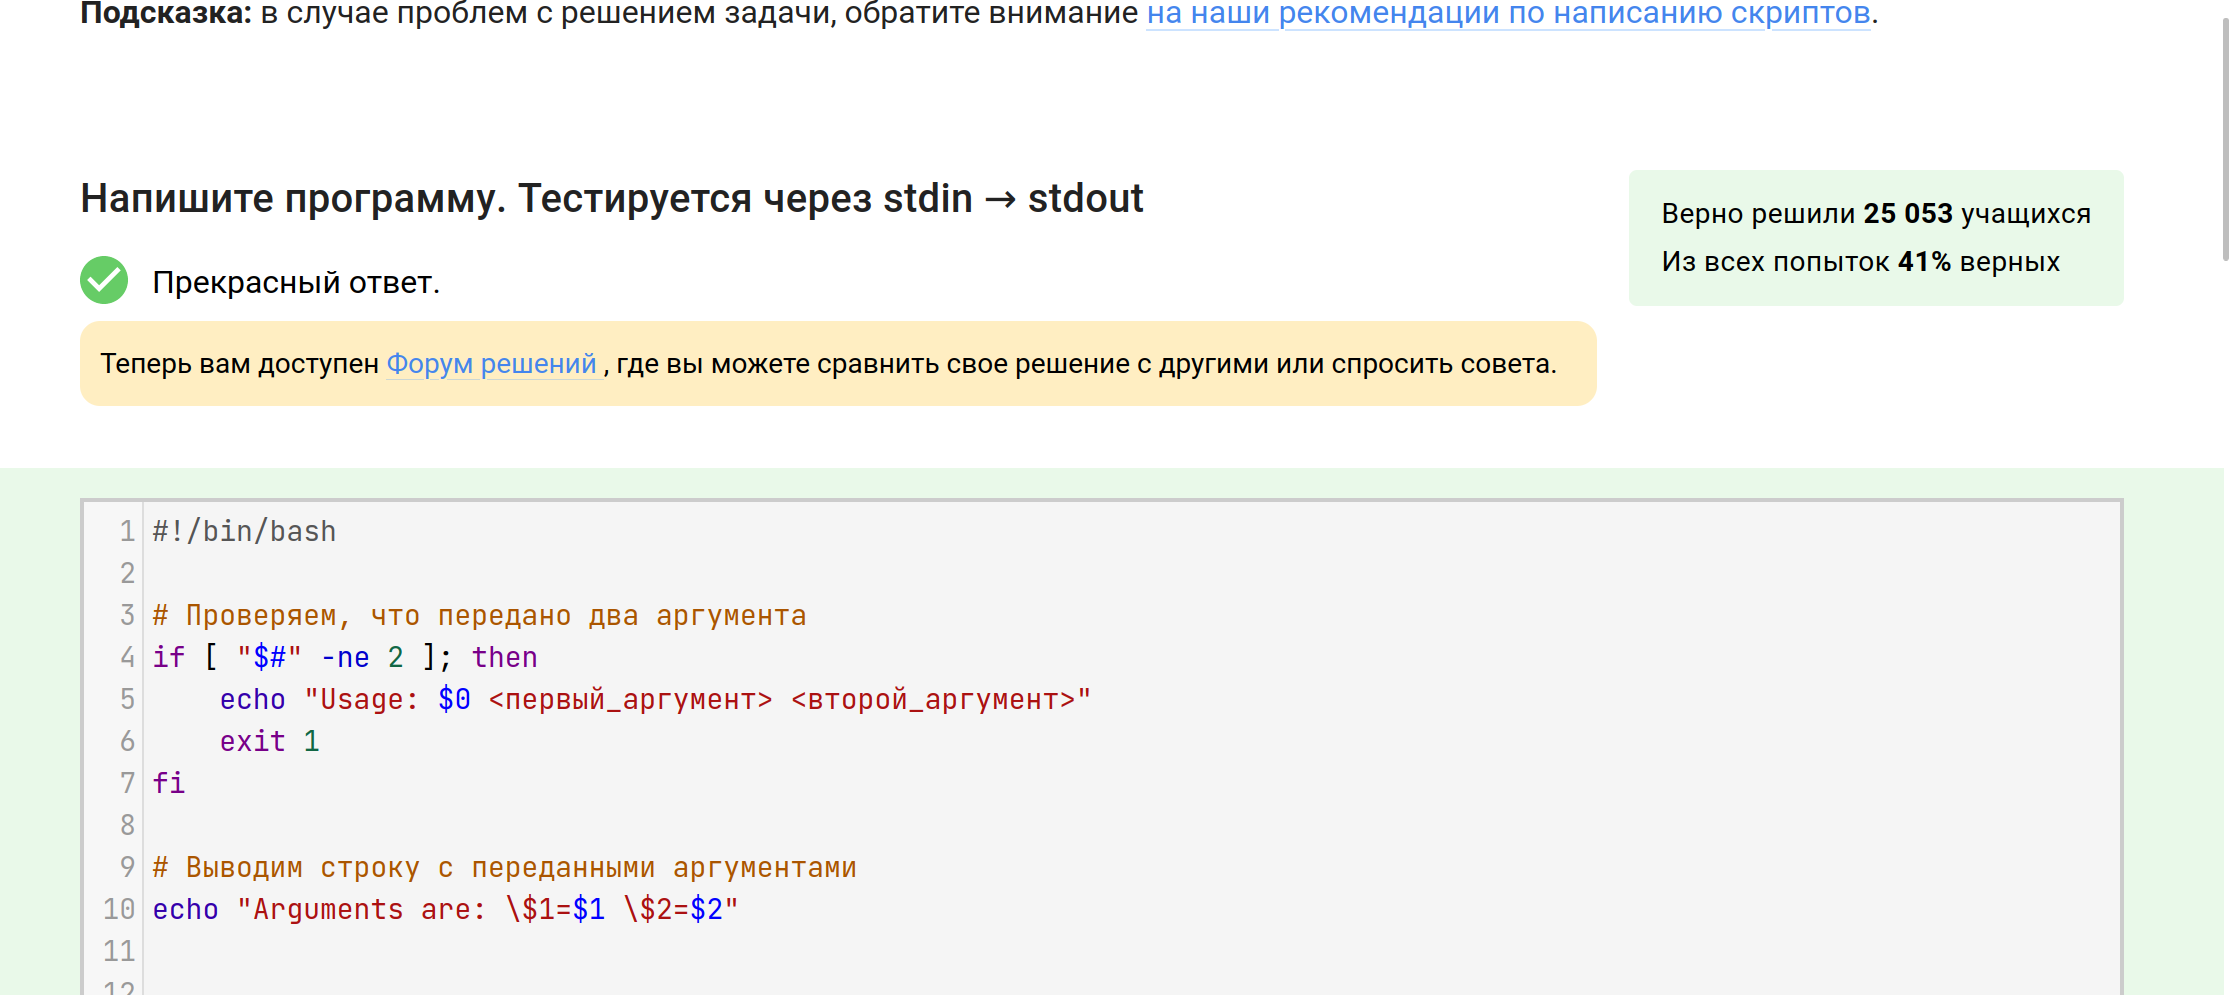 Подсказка: в случае проблем с решением задачи, обратите внимание на наши рекомендации по написанию скриптов.
Напишите программу. Тестируется через stdin → stdout
Верно решили 25 053 учащихся
Из всех попыток 41% верных
Прекрасный ответ.
Теперь вам доступен Форум решений , где вы можете сравнить свое решение с другими или спросить совета.
1 #!/bin/bash
2
3 # Проверяем, что передано два аргумента
4 if [ "$#" -ne 2 ]; then
5     echo "Usage: $0 <первый_аргумент> <второй_аргумент>"
6     exit 1
7 fi
8
9 # Выводим строку с переданными аргументами
10 echo "Arguments are: \$1=$1 \$2=$2"
11
12